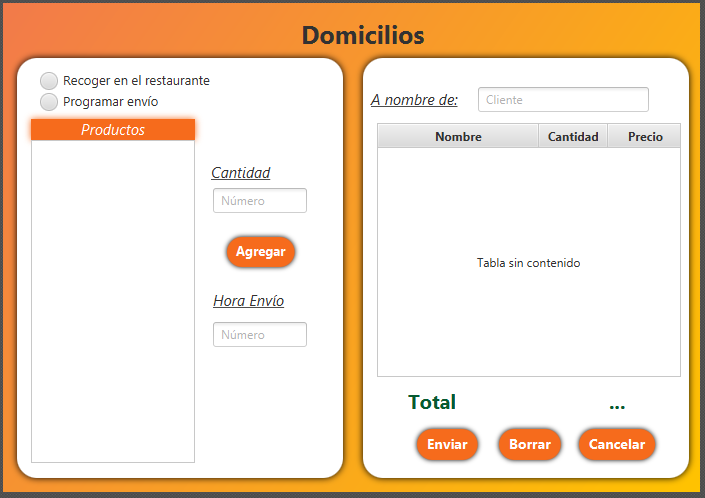 Domicilios
Recoger en el restaurante
Programar envío
Productos
Cantidad
Número
Agregar
Hora Envío
Número
A nombre de:
Cliente
Nombre Cantidad Precio
Tabla sin contenido
Total ...
Enviar Borrar Cancelar